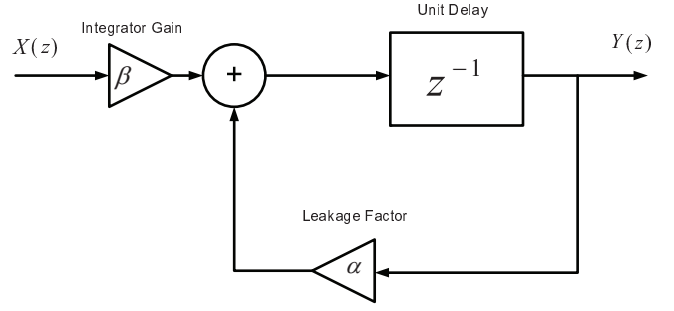 Unit Delay
Integrator Gain
X(z)
Y(z)
β
+
z⁻¹
Leakage Factor
α